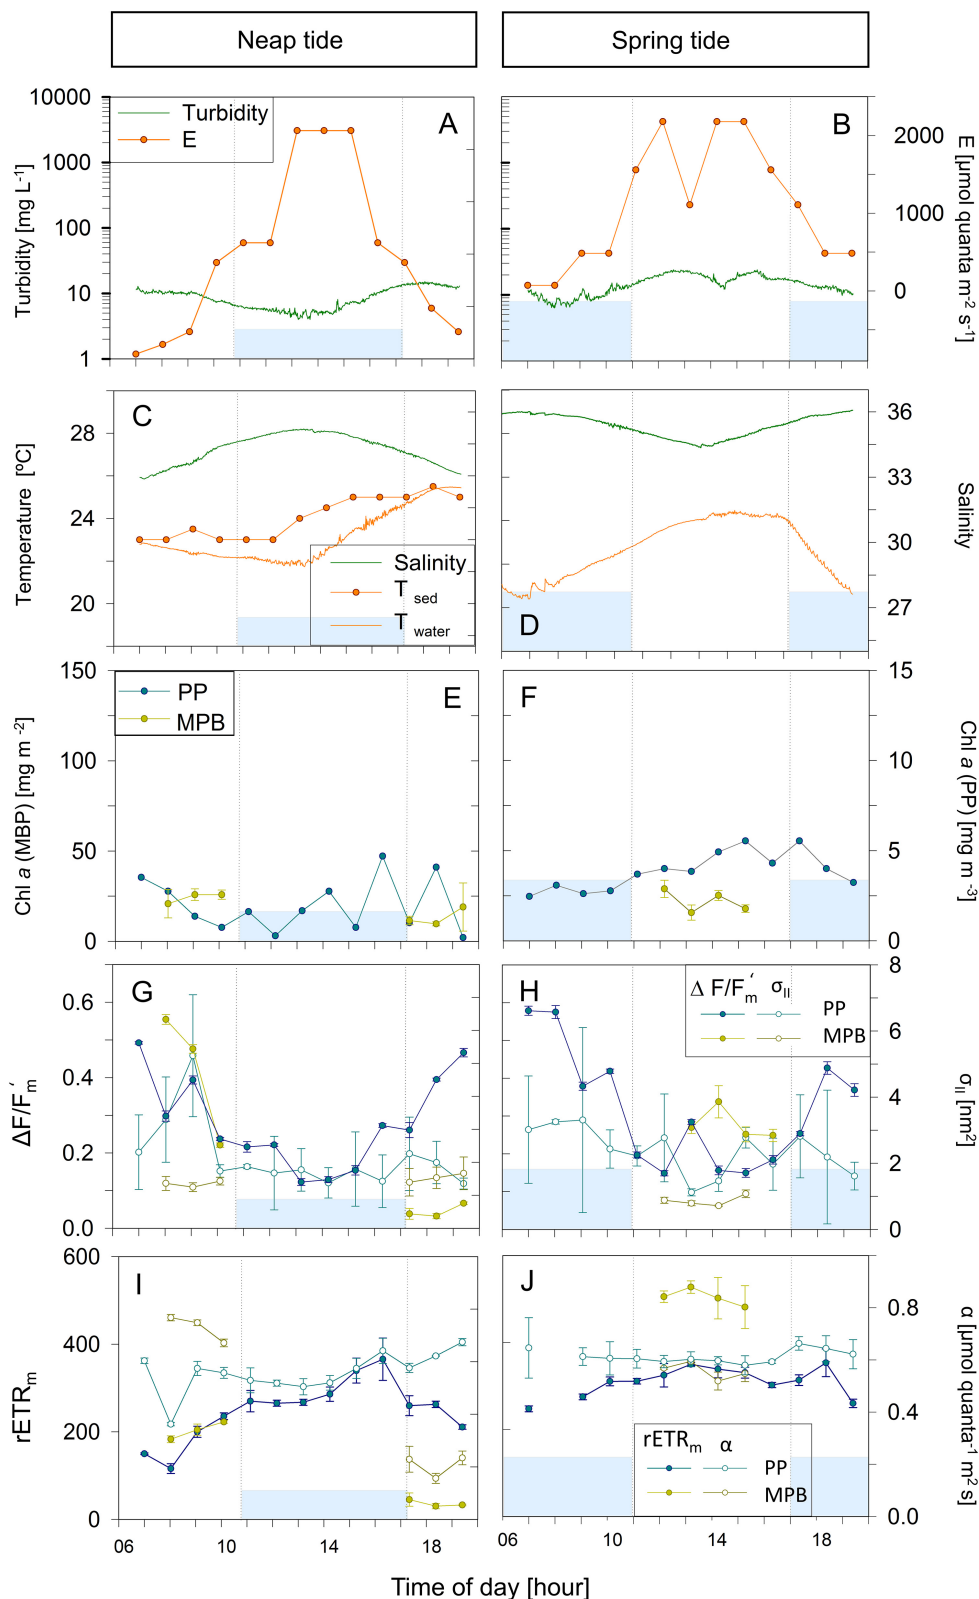 Neap tide
Spring tide
Turbidity [mg L-1]
10000
1000
100
10
1
Turbidity
E
A
B
2000
1000
0
E [µmol quanta m-2 s-1]
Temperature [ºC]
28
24
20
C
Salinity
T sed
T water
D
36
33
30
27
Salinity
Chl a (MBP) [mg m -2]
150
100
50
0
PP
MPB
E
F
15
10
5
0
Chl a (PP) [mg m -3]
ΔF/Fm′
0.6
0.4
0.2
0.0
G
H
Δ F/Fm′ σII
PP
MPB
8
6
4
2
0
σII [nm2]
rETRm
600
400
200
0
I
J
rETRm α
PP
MPB
0.8
0.4
0.0
α [µmol quanta-1 m2 s]
06
10
14
18
06
10
14
18
Time of day [hour]